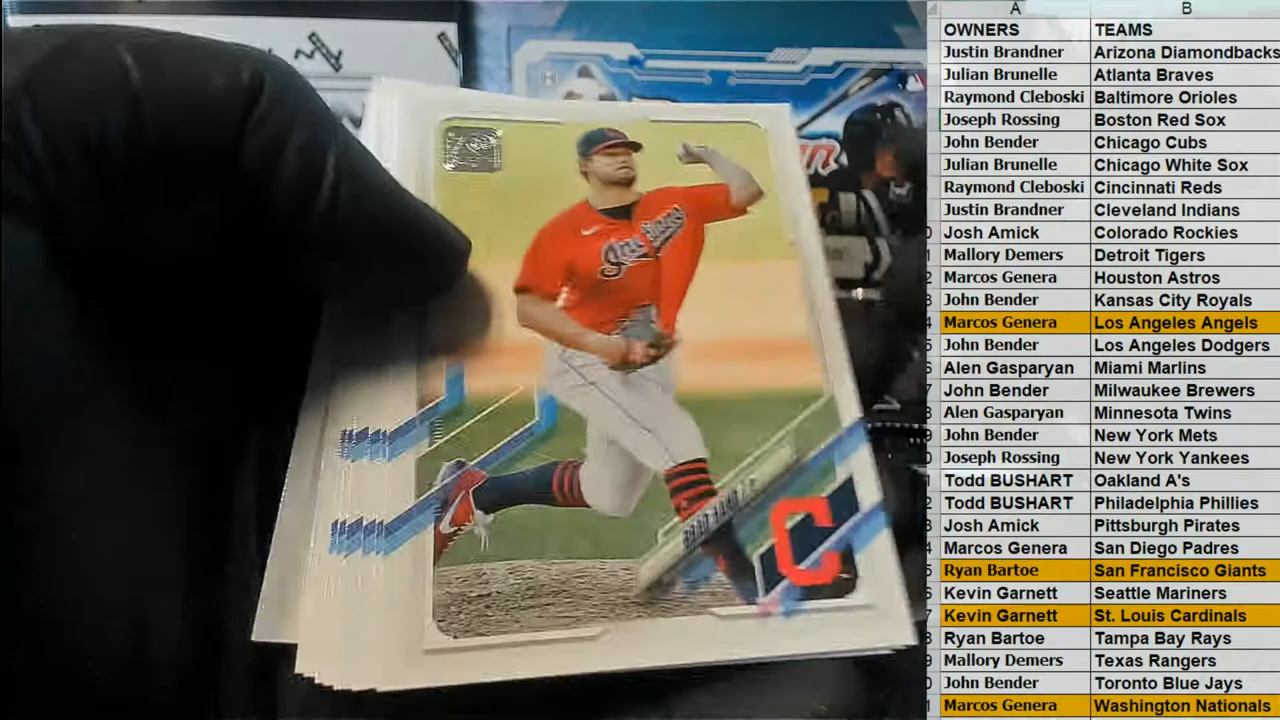 A B
OWNERS TEAMS
Justin Brandner Arizona Diamondbacks
Julian Brunelle Atlanta Braves
Raymond Cleboski Baltimore Orioles
Joseph Rossing Boston Red Sox
John Bender Chicago Cubs
Julian Brunelle Chicago White Sox
Raymond Cleboski Cincinnati Reds
Justin Brandner Cleveland Indians
Josh Amick Colorado Rockies
Mallory Demers Detroit Tigers
Marcos Genera Houston Astros
John Bender Kansas City Royals
Marcos Genera Los Angeles Angels
John Bender Los Angeles Dodgers
Alen Gasparyan Miami Marlins
John Bender Milwaukee Brewers
Alen Gasparyan Minnesota Twins
John Bender New York Mets
Joseph Rossing New York Yankees
Todd BUSHART Oakland A's
Todd BUSHART Philadelphia Phillies
Josh Amick Pittsburgh Pirates
Marcos Genera San Diego Padres
Ryan Bartoe San Francisco Giants
Kevin Garnett Seattle Mariners
Kevin Garnett St. Louis Cardinals
Ryan Bartoe Tampa Bay Rays
Mallory Demers Texas Rangers
John Bender Toronto Blue Jays
Marcos Genera Washington Nationals
Indians
C